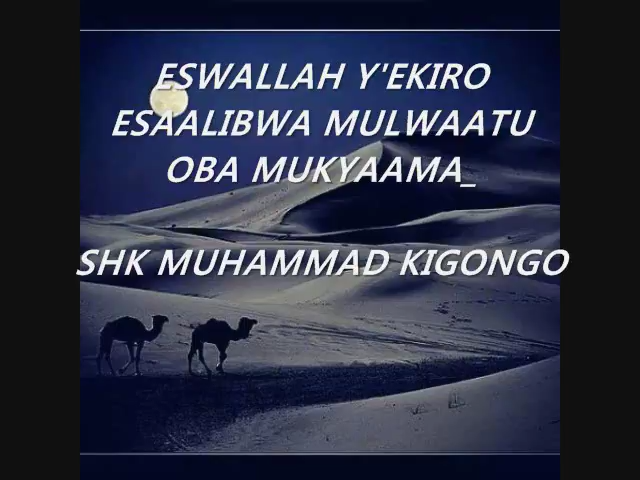 ESWALLAH Y'EKIRO
ESAALIBWA MULWAATU
OBA MUKYAAMA_
SHK MUHAMMAD KIGONGO